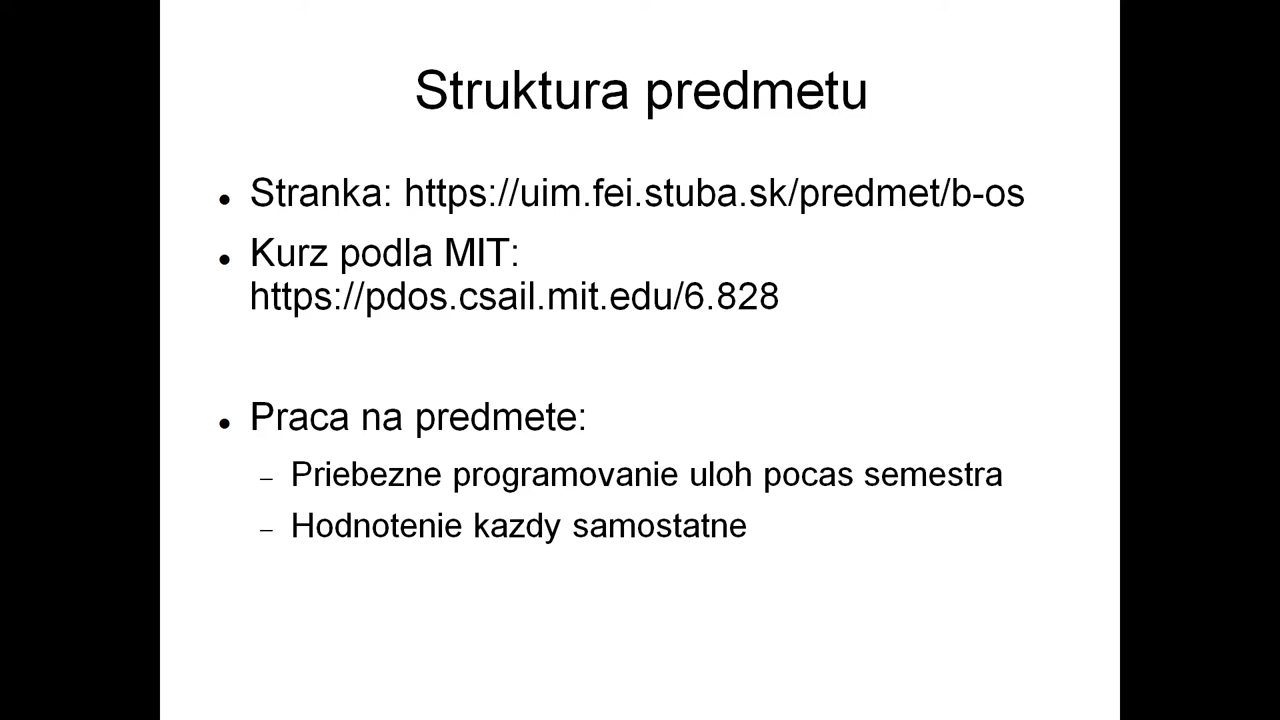 Struktura predmetu
● Stranka: https://uim.fei.stuba.sk/predmet/b-os
● Kurz podla MIT:
https://pdos.csail.mit.edu/6.828
● Praca na predmete:
– Priebezne programovanie uloh pocas semestra
– Hodnotenie kazdy samostatne